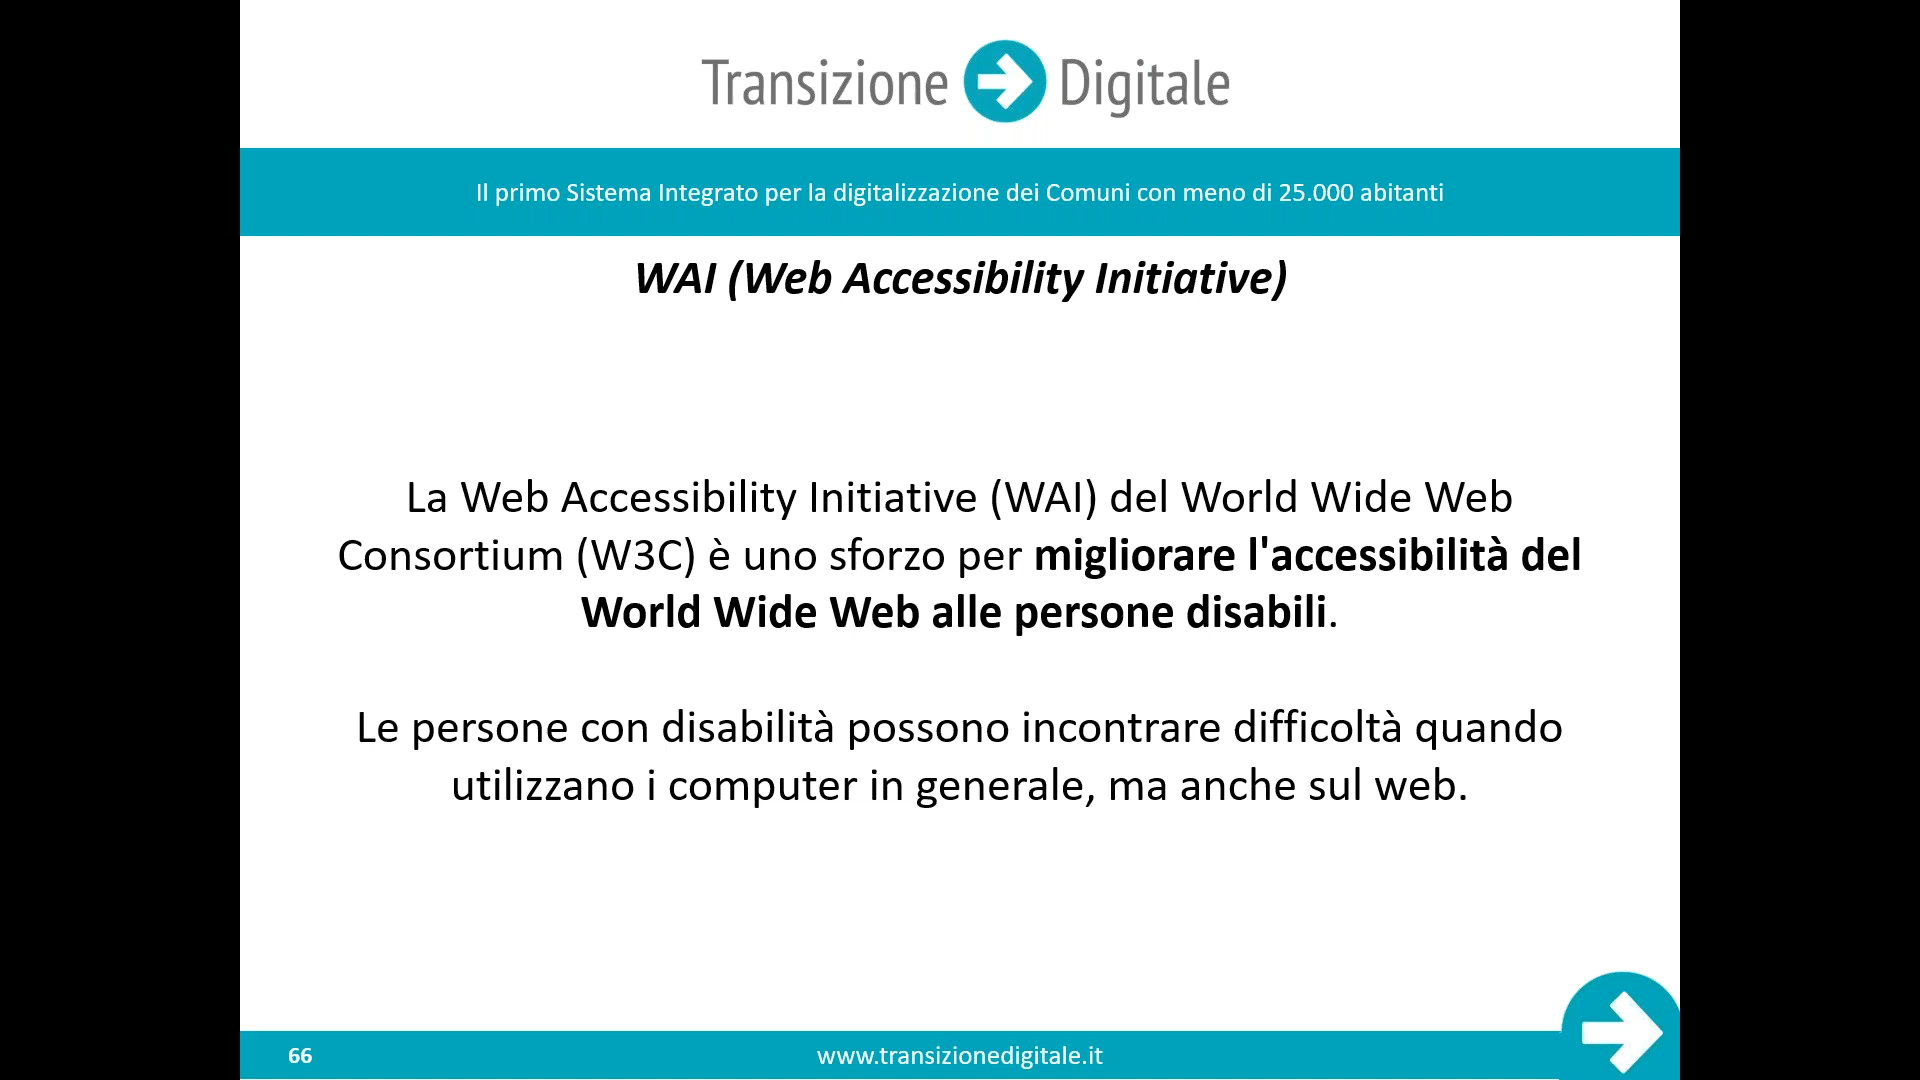 Transizione Digitale
Il primo Sistema Integrato per la digitalizzazione dei Comuni con meno di 25.000 abitanti
WAI (Web Accessibility Initiative)
La Web Accessibility Initiative (WAI) del World Wide Web
Consortium (W3C) è uno sforzo per migliorare l'accessibilità del
World Wide Web alle persone disabili.
Le persone con disabilità possono incontrare difficoltà quando
utilizzano i computer in generale, ma anche sul web.
66
www.transizionedigitale.it